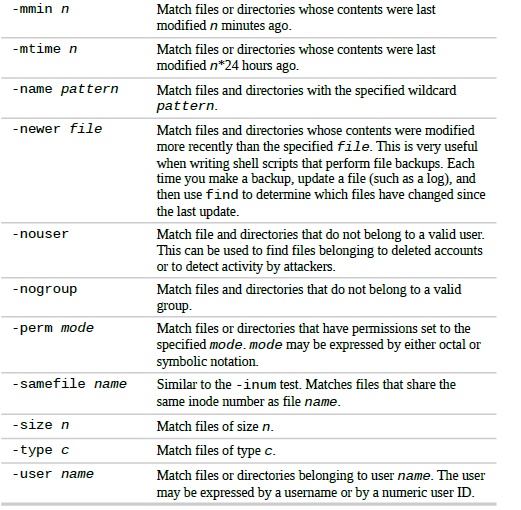 -mmin n Match files or directories whose contents were last
modified n minutes ago.
-mtime n Match files or directories whose contents were last
modified n*24 hours ago.
-name pattern Match files and directories with the specified wildcard
pattern.
-newer file Match files and directories whose contents were modified
more recently than the specified file. This is very useful
when writing shell scripts that perform file backups. Each
time you make a backup, update a file (such as a log), and
then use find to determine which files have changed since
the last update.
-nouser Match file and directories that do not belong to a valid user.
This can be used to find files belonging to deleted accounts
or to detect activity by attackers.
-nogroup Match files and directories that do not belong to a valid
group.
-perm mode Match files or directories that have permissions set to the
specified mode. mode may be expressed by either octal or
symbolic notation.
-samefile name Similar to the -inum test. Matches files that share the
same inode number as file name.
-size n Match files of size n.
-type c Match files of type c.
-user name Match files or directories belonging to user name. The user
may be expressed by a username or by a numeric user ID.